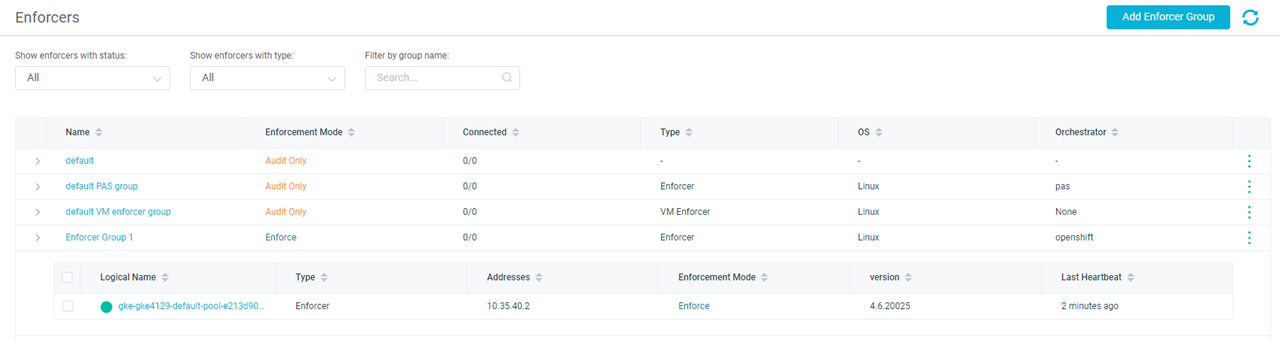 Enforcers
Add Enforcer Group
Show enforcers with status:
Show enforcers with type:
Filter by group name:
All
All
Search...
Name Enforcement Mode Connected Type OS Orchestrator
default Audit Only 0/0 - - -
default PAS group Audit Only 0/0 Enforcer Linux pas
default VM enforcer group Audit Only 0/0 VM Enforcer Linux None
Enforcer Group 1 Enforce 0/0 Enforcer Linux openshift
Logical Name Type Addresses Enforcement Mode version Last Heartbeat
gke-gke4129-default-pool-e213d90... Enforcer 10.35.40.2 Enforce 4.6.20025 2 minutes ago